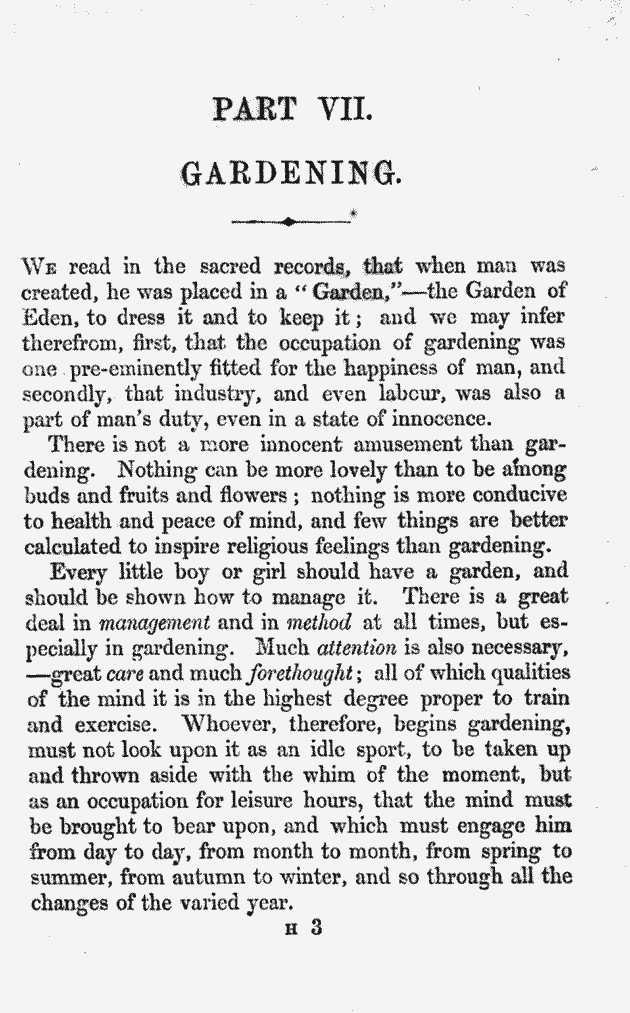 PART VII.
GARDENING.
WE read in the sacred records, that when man was
created, he was placed in a "Garden,"—the Garden of
Eden, to dress it and to keep it; and we may infer
therefrom, first, that the occupation of gardening was
one pre-eminently fitted for the happiness of man, and
secondly, that industry, and even labour, was also a
part of man's duty, even in a state of innocence.
There is not a more innocent amusement than gar-
dening. Nothing can be more lovely than to be among
buds and fruits and flowers; nothing is more conducive
to health and peace of mind, and few things are better
calculated to inspire religious feelings than gardening.
Every little boy or girl should have a garden, and
should be shown how to manage it. There is a great
deal in management and in method at all times, but es-
pecially in gardening. Much attention is also necessary,
—great care and much forethought; all of which qualities
of the mind it is in the highest degree proper to train
and exercise. Whoever, therefore, begins gardening,
must not look upon it as an idle sport, to be taken up
and thrown aside with the whim of the moment, but
as an occupation for leisure hours, that the mind must
be brought to bear upon, and which must engage him
from day to day, from month to month, from spring to
summer, from autumn to winter, and so through all the
changes of the varied year.
H 3